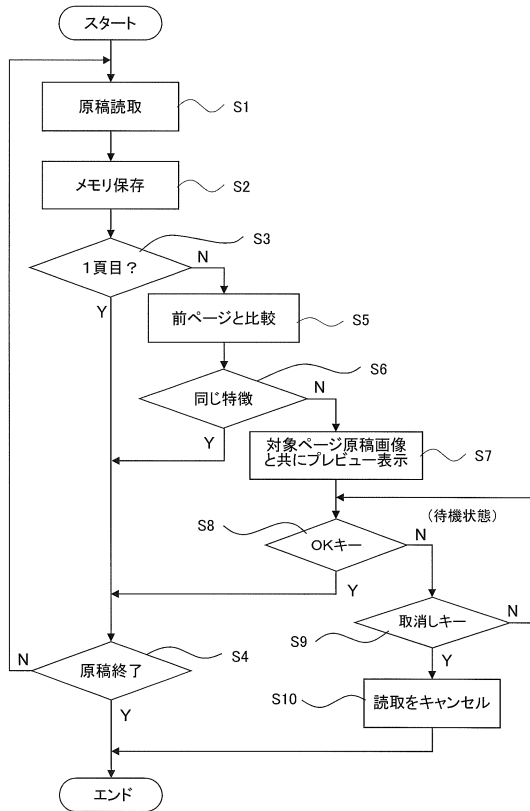 スタート
原稿読取
S1
メモリ保存
S2
1頁目?
S3
N
Y
前ページと比較
S5
同じ特徴
S6
N
Y
対象ページ原稿画像
と共にプレビュー表示
S7
(待機状態)
OKキー
S8
N
Y
取消しキー
S9
N
Y
原稿終了
S4
N
Y
読取をキャンセル
S10
エンド